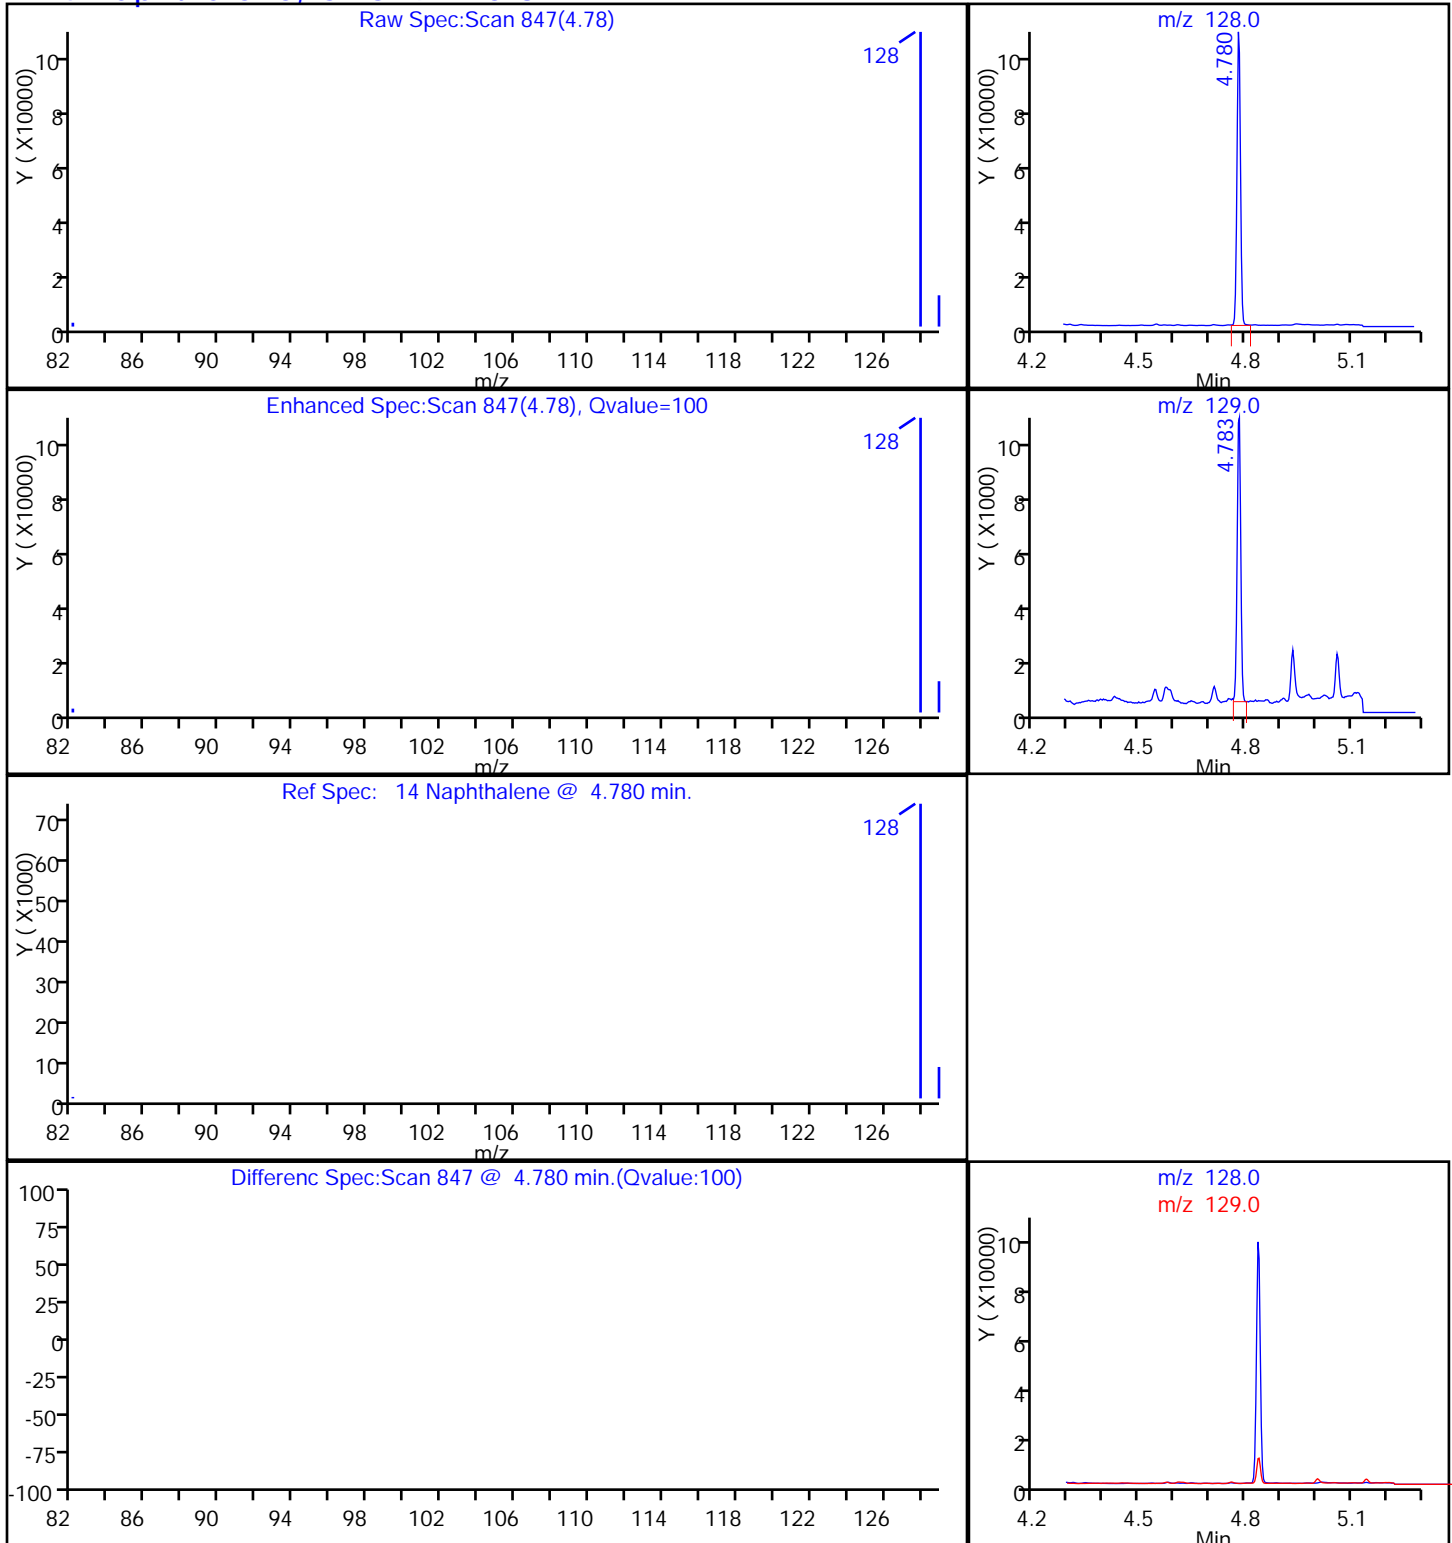 Raw Spec:Scan 847(4.78)
128
Y ( X10000)
10
8
6
4
2
0
82 86 90 94 98 102 106 110 114 118 122 126
m/z
m/z 128.0
4.780
Y ( X10000)
10
8
6
4
2
0
4.2 4.5 4.8 5.1
Min
Enhanced Spec:Scan 847(4.78), Qvalue=100
128
Y ( X10000)
10
8
6
4
2
0
82 86 90 94 98 102 106 110 114 118 122 126
m/z
m/z 129.0
4.783
Y ( X1000)
10
8
6
4
2
0
4.2 4.5 4.8 5.1
Min
Ref Spec: 14 Naphthalene @ 4.780 min.
128
Y ( X1000)
70
60
50
40
30
20
10
0
82 86 90 94 98 102 106 110 114 118 122 126
m/z
Differenc Spec:Scan 847 @ 4.780 min.(Qvalue:100)
100
75
50
25
0
-25
-50
-75
-100
82 86 90 94 98 102 106 110 114 118 122 126
m/z 128.0
m/z 129.0
Y ( X10000)
10
8
6
4
2
0
4.2 4.5 4.8 5.1
Min